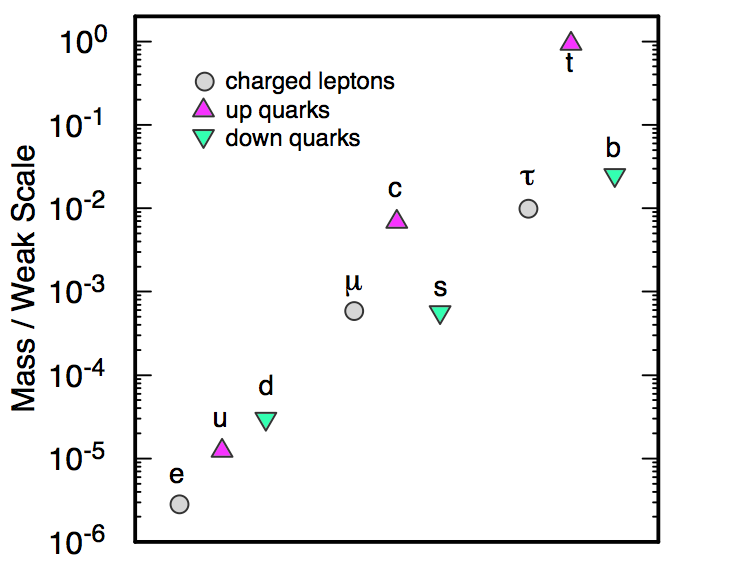 10⁰
t
charged leptons
up quarks
10⁻¹
down quarks
b
τ
c
10⁻²
Mass / Weak Scale
10⁻³
μ
s
10⁻⁴
d
u
10⁻⁵
e
10⁻⁶